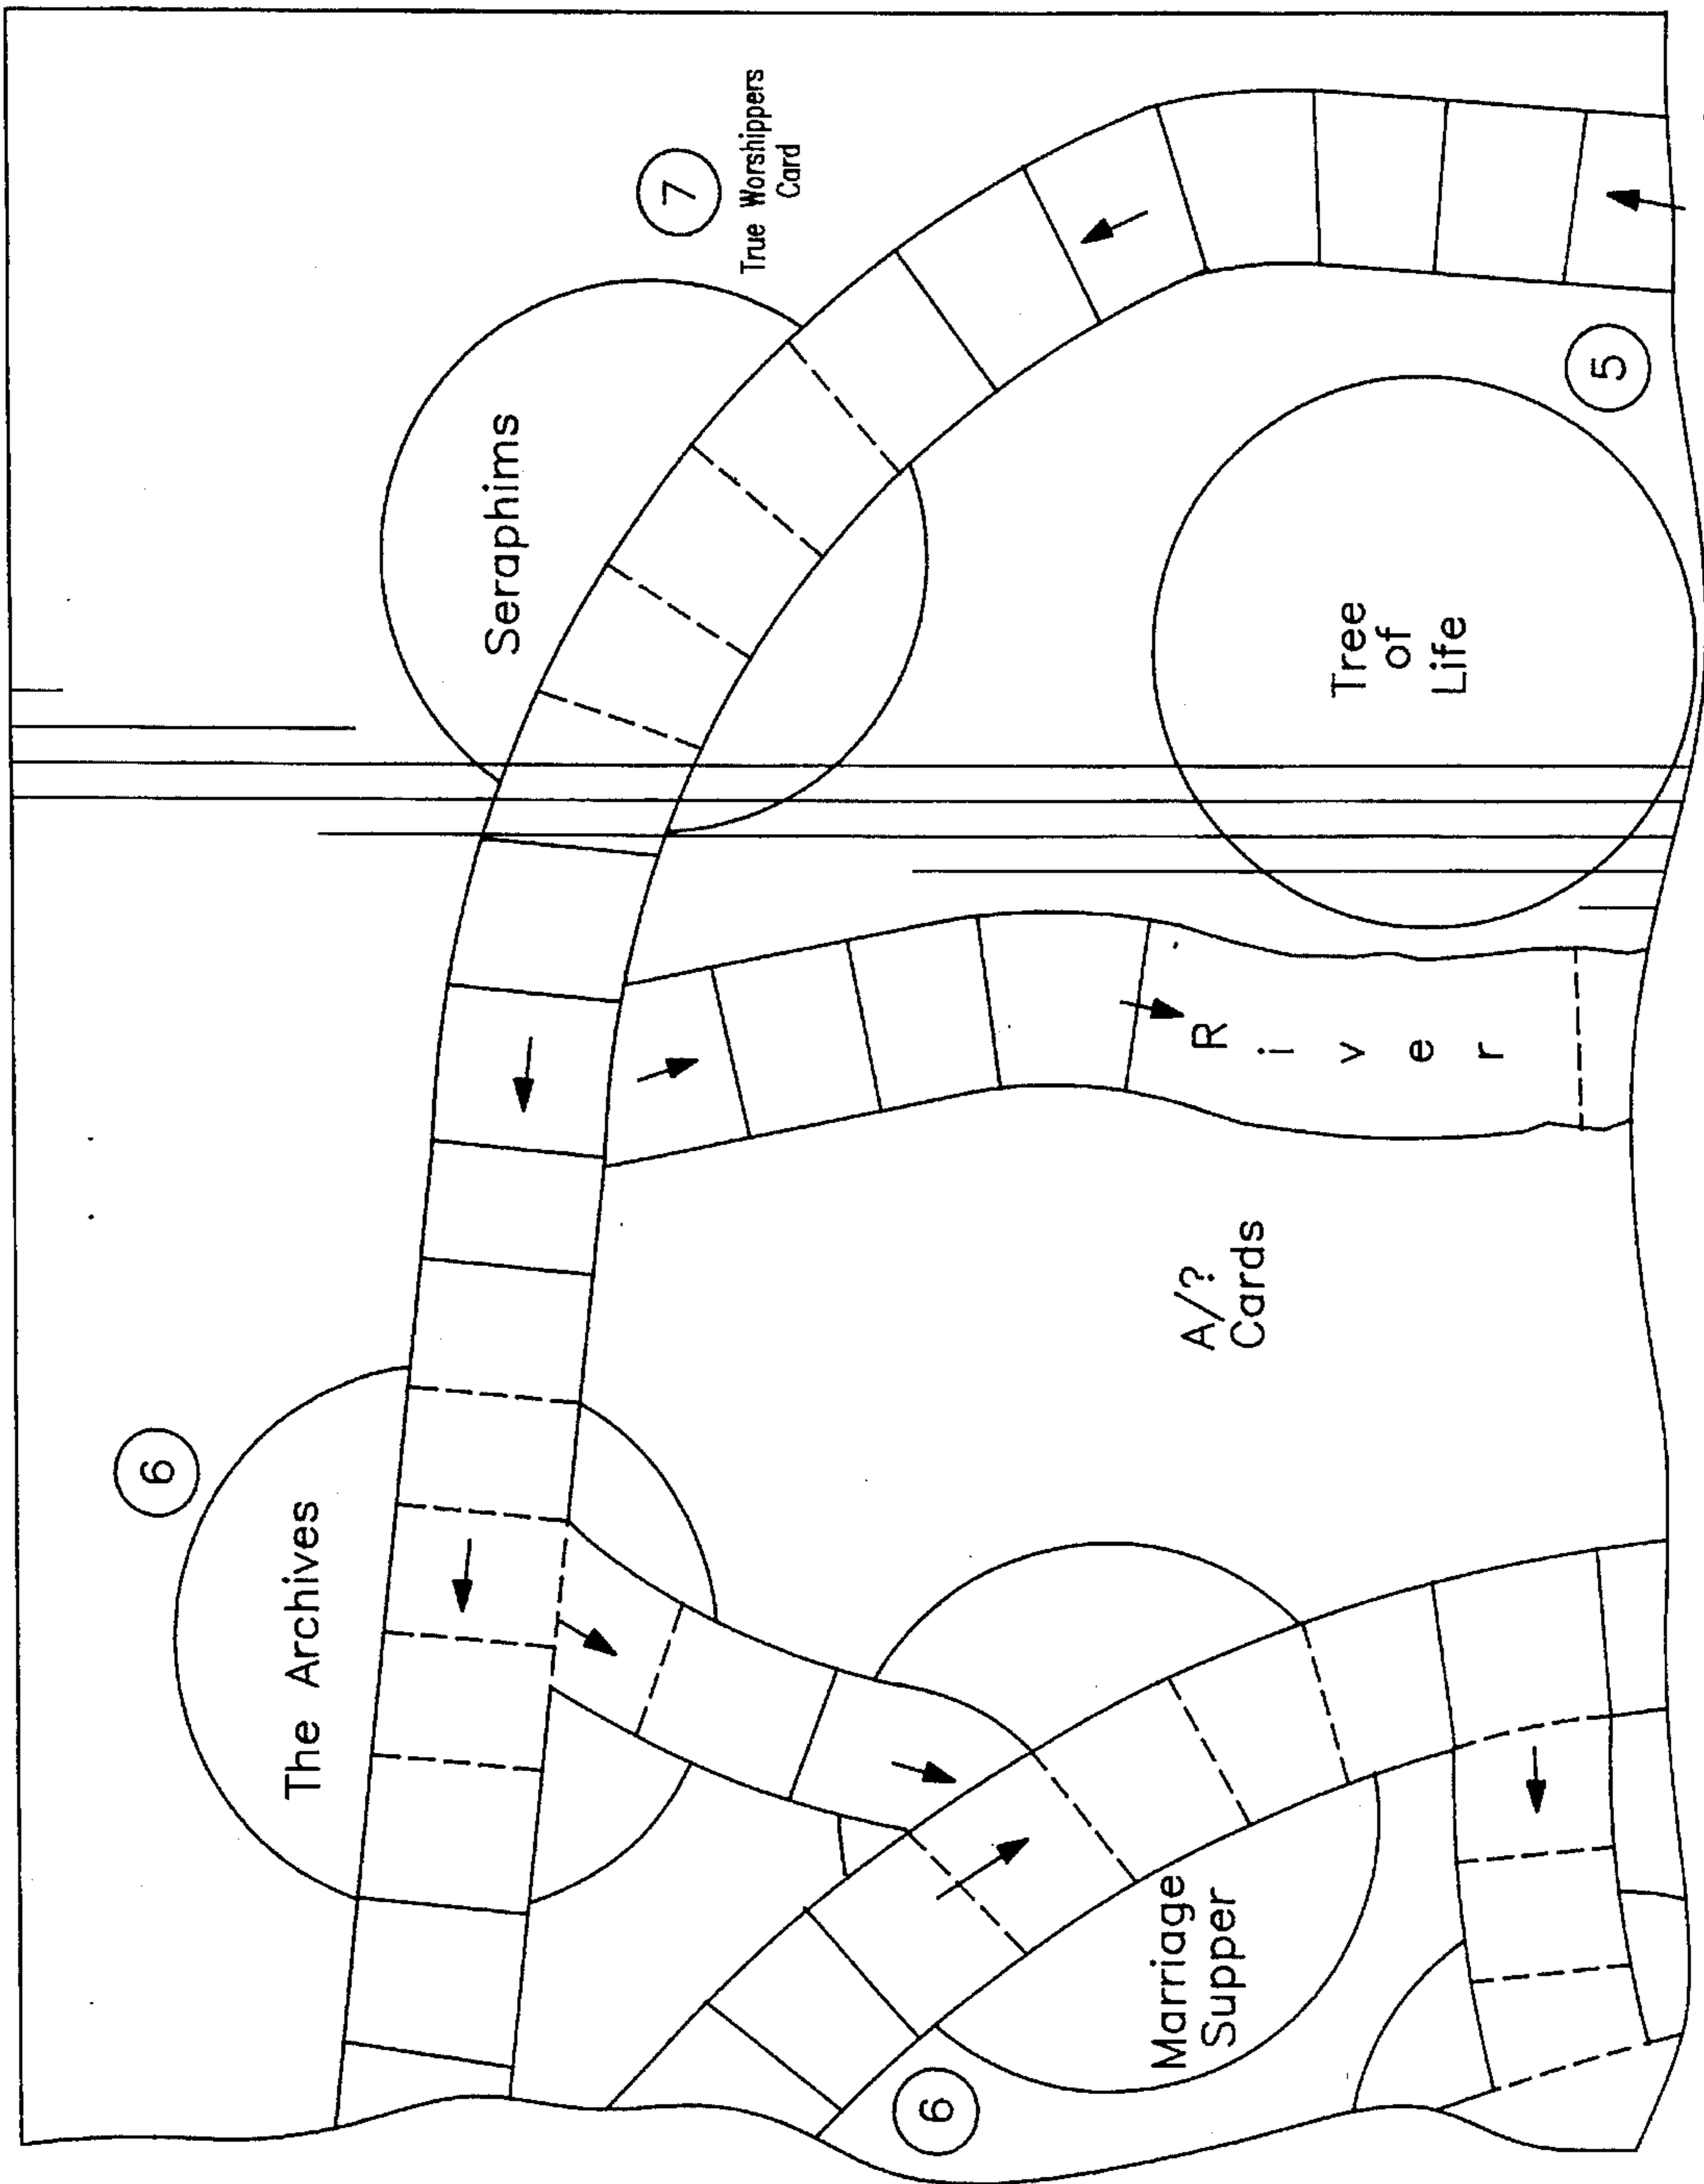 6
The Archives
Seraphims
7
True Worshippers
Card
6
Marriage
Supper
A/?
Cards
R
i
v
e
r
Tree
of
Life
5